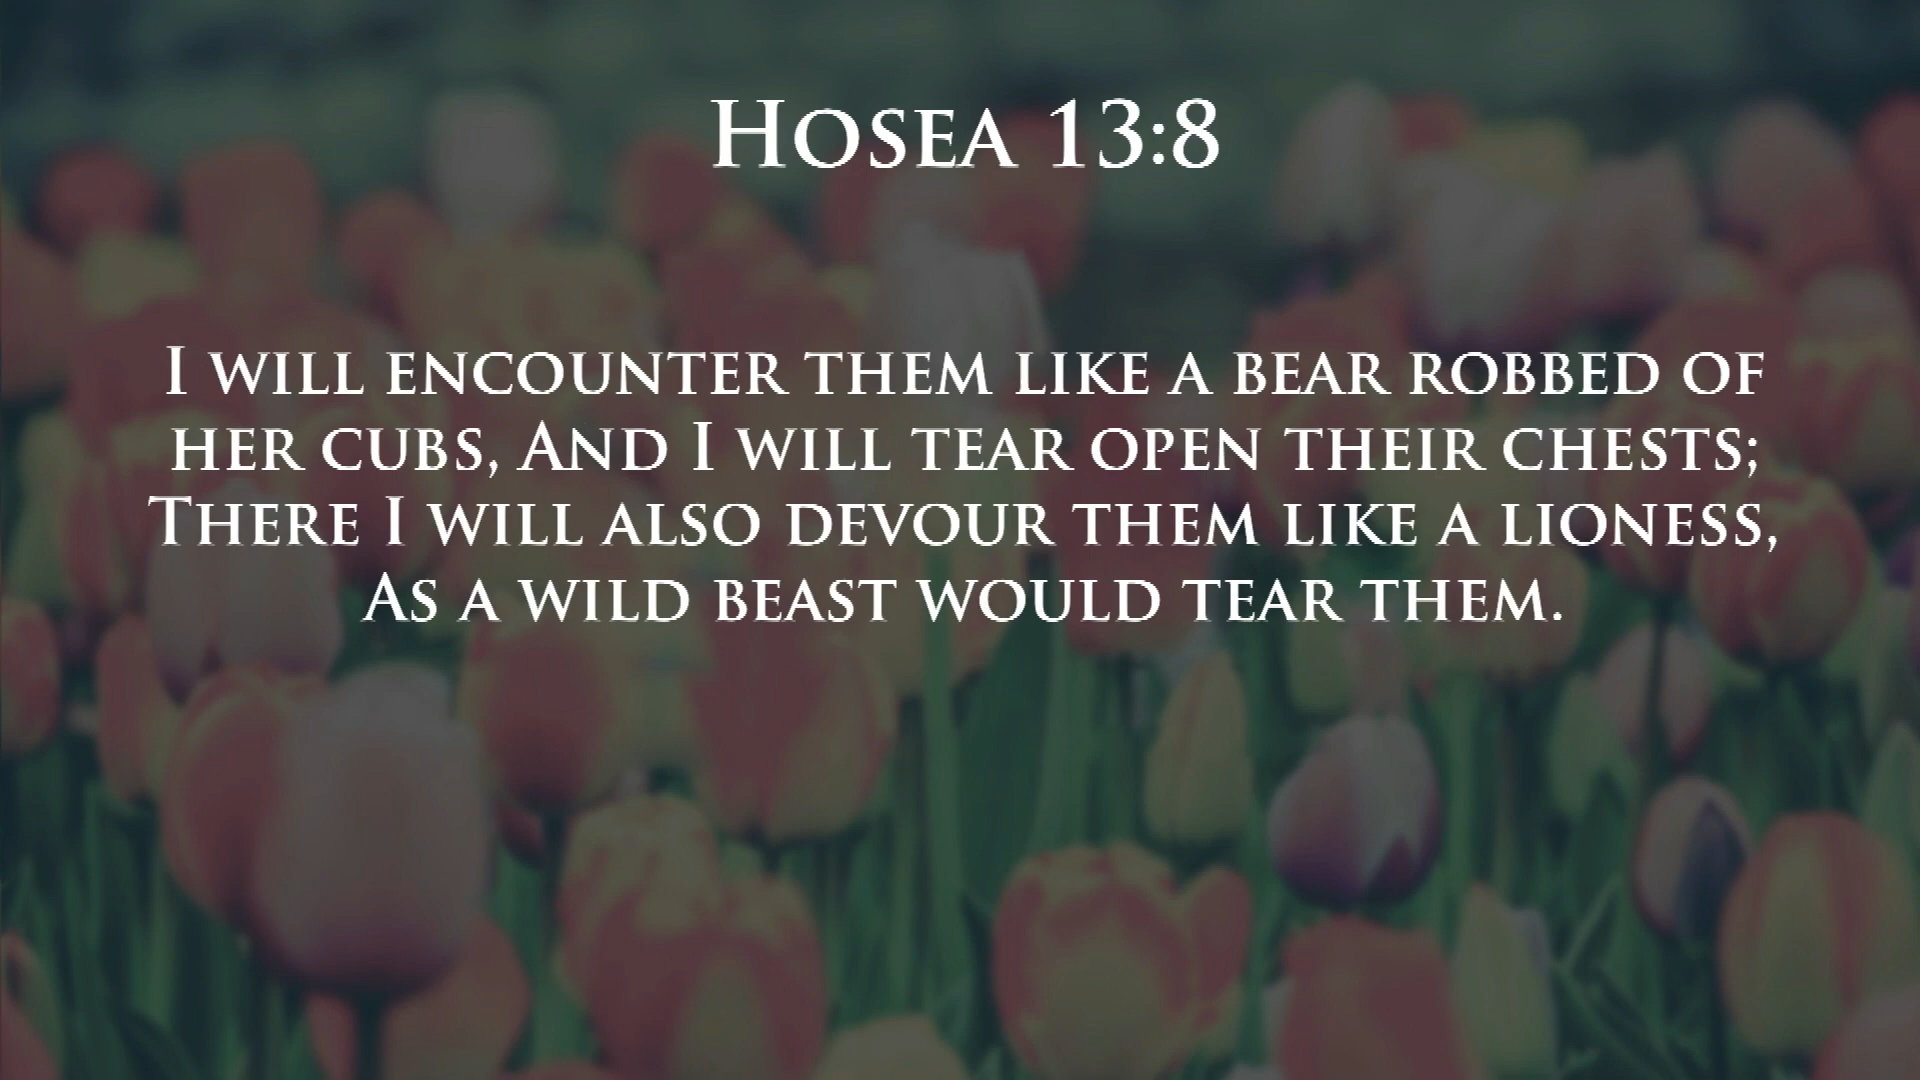 Hosea 13:8
I will encounter them like a bear robbed of
her cubs, And I will tear open their chests;
There I will also devour them like a lioness,
As a wild beast would tear them.